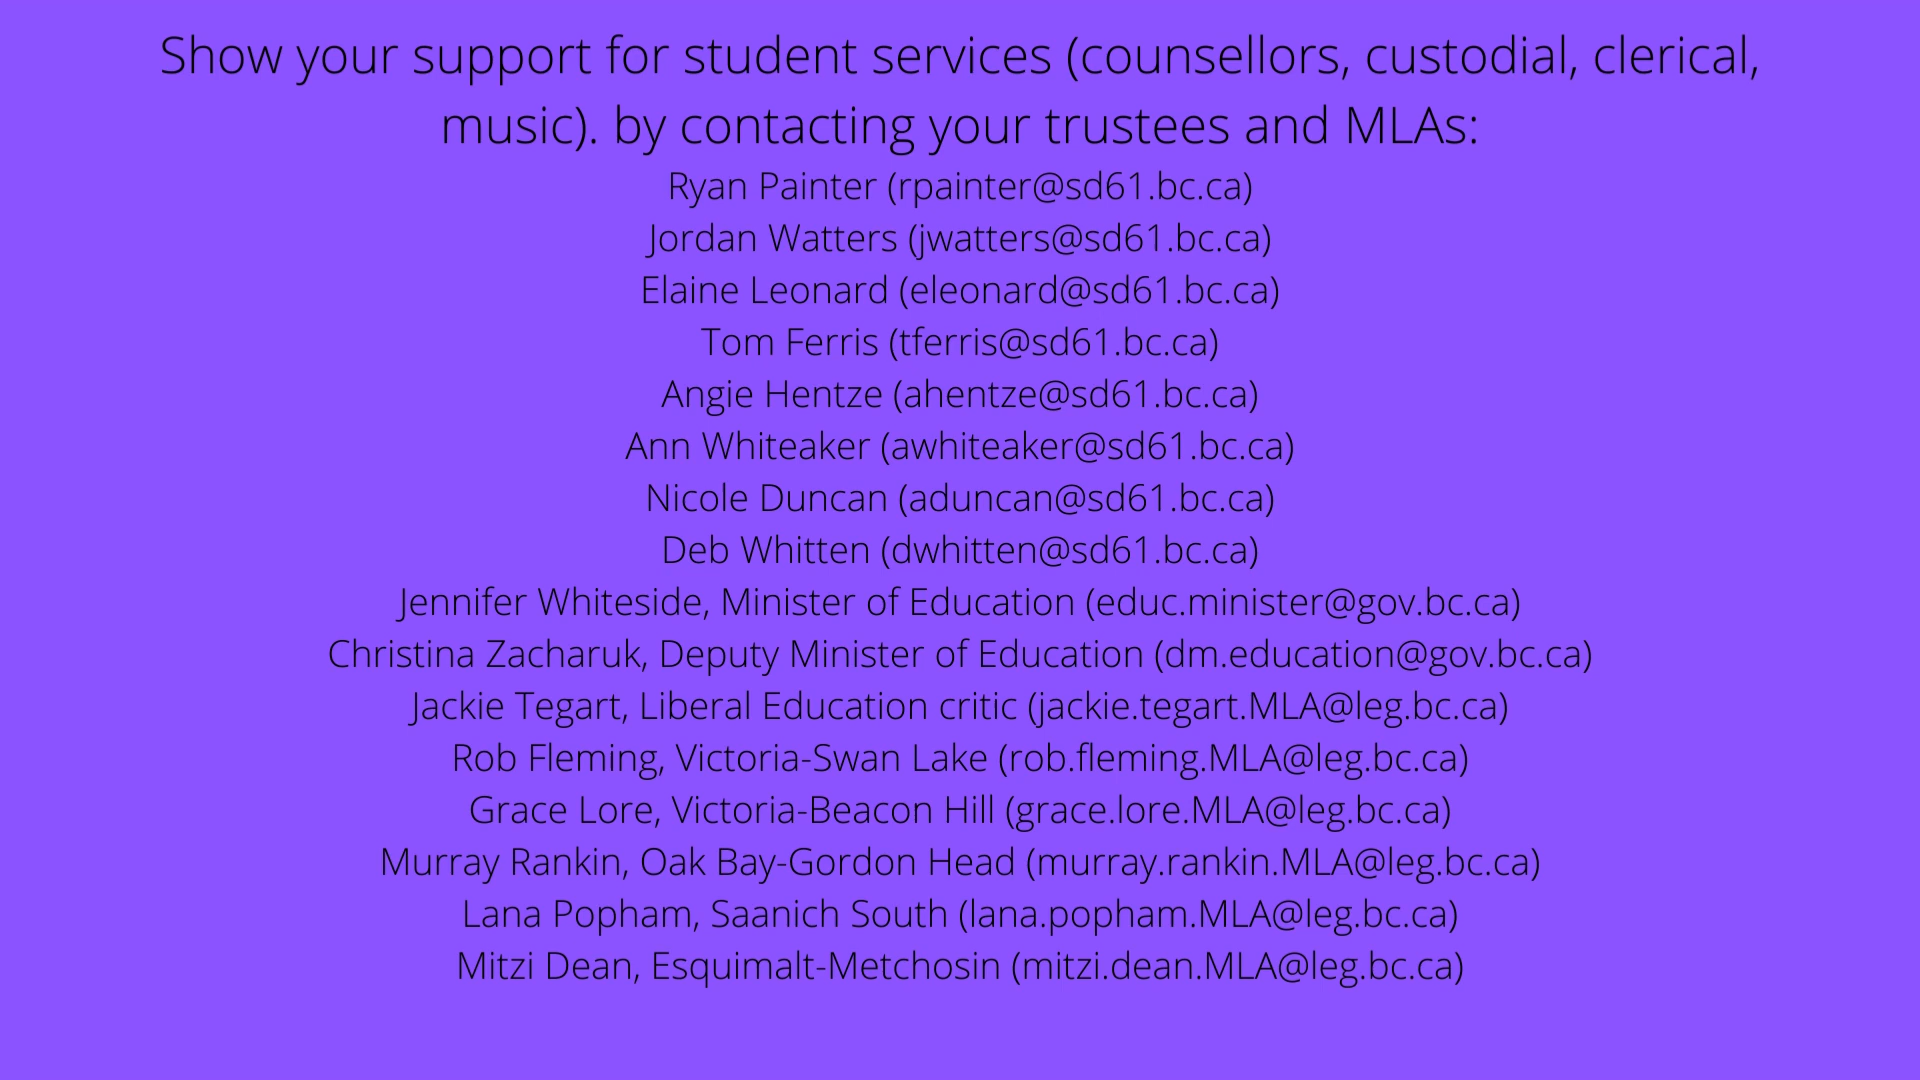 Show your support for student services (counsellors, custodial, clerical,
music). by contacting your trustees and MLAs:
Ryan Painter (rpainter@sd61.bc.ca)
Jordan Watters (jwatters@sd61.bc.ca)
Elaine Leonard (eleonard@sd61.bc.ca)
Tom Ferris (tferris@sd61.bc.ca)
Angie Hentze (ahentze@sd61.bc.ca)
Ann Whiteaker (awhiteaker@sd61.bc.ca)
Nicole Duncan (aduncan@sd61.bc.ca)
Deb Whitten (dwhitten@sd61.bc.ca)
Jennifer Whiteside, Minister of Education (educ.minister@gov.bc.ca)
Christina Zacharuk, Deputy Minister of Education (dm.education@gov.bc.ca)
Jackie Tegart, Liberal Education critic (jackie.tegart.MLA@leg.bc.ca)
Rob Fleming, Victoria-Swan Lake (rob.fleming.MLA@leg.bc.ca)
Grace Lore, Victoria-Beacon Hill (grace.lore.MLA@leg.bc.ca)
Murray Rankin, Oak Bay-Gordon Head (murray.rankin.MLA@leg.bc.ca)
Lana Popham, Saanich South (lana.popham.MLA@leg.bc.ca)
Mitzi Dean, Esquimalt-Metchosin (mitzi.dean.MLA@leg.bc.ca)